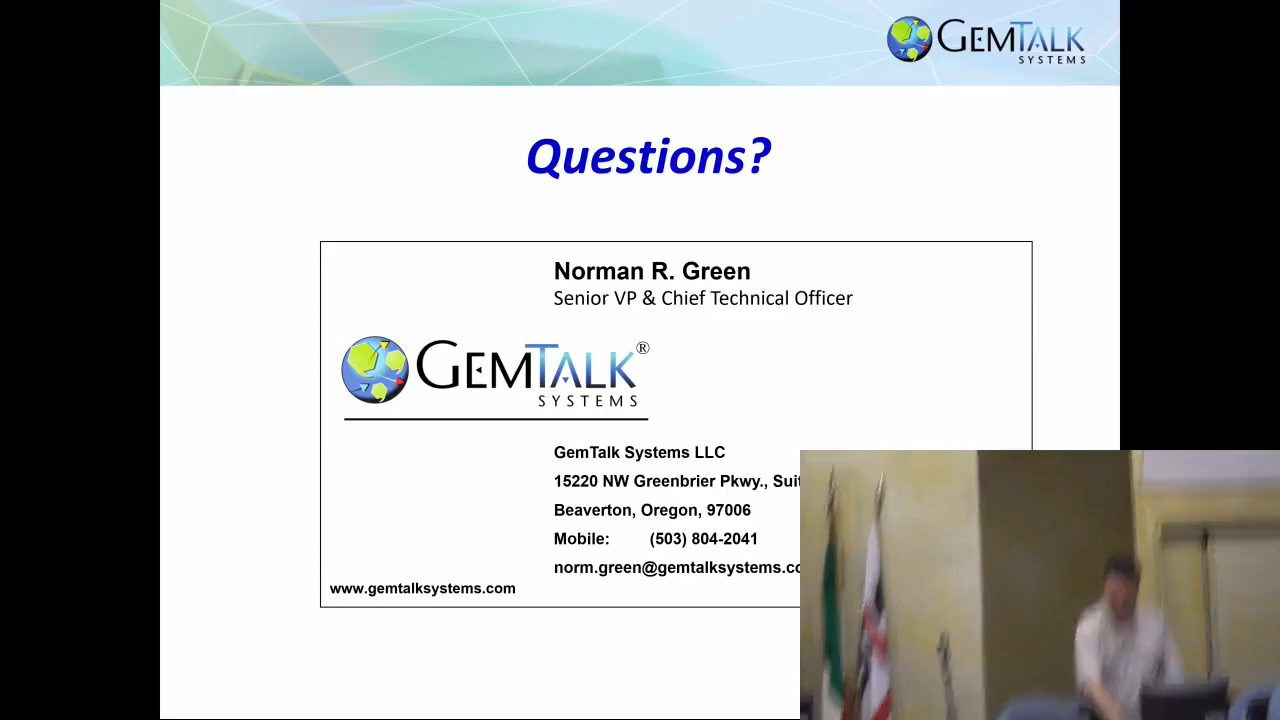 GEMTALK
SYSTEMS
Questions?
Norman R. Green
Senior VP & Chief Technical Officer
GEMTALK®
SYSTEMS
GemTalk Systems LLC
15220 NW Greenbrier Pkwy.,
Beaverton, Oregon, 97006
Mobile: (503) 804-2041
norm.green@gemtalksystems.co
www.gemtalksystems.com